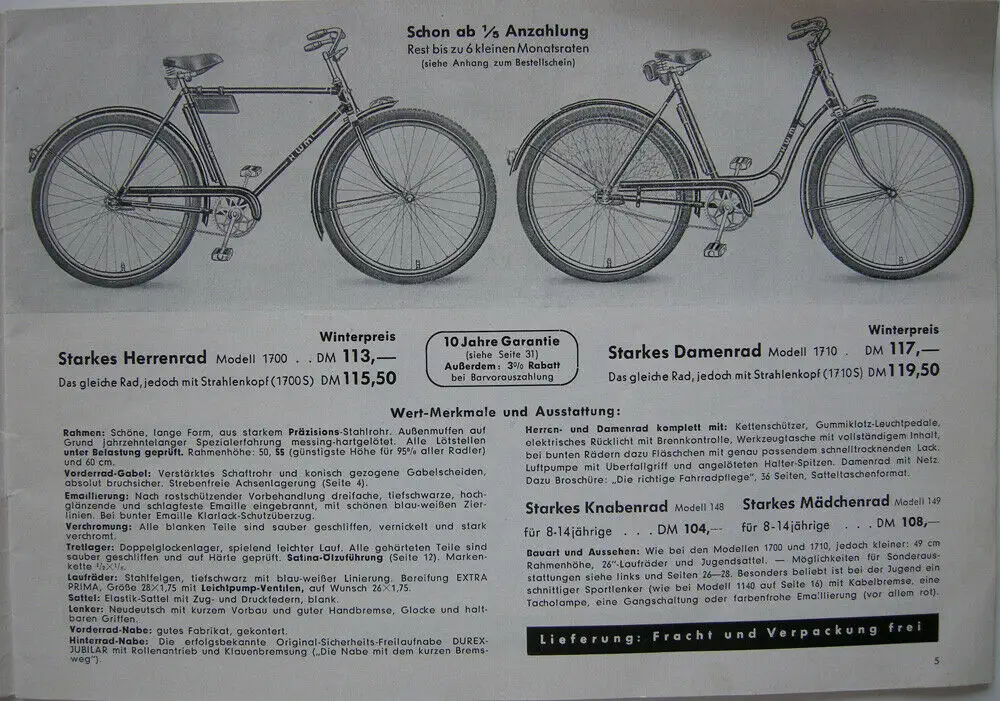 Schon ab 1/5 Anzahlung
Rest bis zu 6 kleinen Monatsraten
(siehe Anhang zum Bestellschein)
Winterpreis
Starkes Herrenrad Modell 1700 . . DM 113,—
Das gleiche Rad, jedoch mit Strahlenkopf (1700 S) DM 115,50
10 Jahre Garantie
(siehe Seite 31)
Außerdem: 3% Rabatt
bei Barvorauszahlung
Winterpreis
Starkes Damenrad Modell 1710 . DM 117,—
Das gleiche Rad, jedoch mit Strahlenkopf (1710 S) DM 119,50
Wert-Merkmale und Ausstattung:
Rahmen: Schöne, lange Form, aus starkem Präzisions-Stahlrohr. Außenmuffen auf
Grund jahrzehntelanger Spezialerfahrung messing-hartgelötet. Alle Lötstellen
unter Belastung geprüft. Rahmenhöhe: 50, 55 (günstigste Höhe für 95% aller Radler)
und 60 cm.
Vorderrad-Gabel: Verstärktes Schaftrohr und konisch gezogene Gabelscheiden,
absolut bruchsicher. Strebenfreie Achsenlagerung (Seite 4).
Emaillierung: Nach rostschützender Vorbehandlung dreifache, tiefschwarze, hoch-
glänzende und schlagfeste Emaille eingebrannt, mit schönen blau-weißen Zier-
linien. Bei bunter Emaille Klarlack-Schutzüberzug.
Verchromung: Alle blanken Teile sind sauber geschliffen, vernickelt und stark
verchromt.
Tretlager: Doppelglockenlager, spielend leichter Lauf. Alle gehärteten Teile sind
sauber geschliffen und auf Härte geprüft. Satina-Ölzuführung (Seite 12). Marken-
kette
Laufräder: Stahlfelgen, tiefschwarz mit blau-weißer Linierung. Bereifung EXTRA
PRIMA, Größe 28×1,75 mit Leichtpump-Ventilen, auf Wunsch 26×1,75.
Sattel: Elastik-Sattel mit Zug- und Druckfedern, blank.
Lenker: Neudeutsch mit kurzem Vorbau und guter Handbremse, Glocke und halt-
baren Griffen.
Vorderrad-Nabe: gutes Fabrikat, gekontert.
Hinterrad-Nabe: Die erfolgsbekannte Original-Sicherheits-Freilaufnabe DUREX-
JUBILAR mit Rollenantrieb und Klauenbremsung („Die Nabe mit dem kurzen Brems-
weg").
Herren- und Damenrad komplett mit: Kettenschützer, Gummiklotz-Leuchtpedale,
elektrisches Rücklicht mit Brennkontrolle, Werkzeugtasche mit vollständigem Inhalt,
bei bunten Rädern dazu Fläschchen mit genau passendem schnelltrocknenden Lack.
Luftpumpe mit Überfallgriff und angelöteten Halter-Spitzen. Damenrad mit Netz.
Dazu Broschüre: „Die richtige Fahrradpflege", 36 Seiten, Satteltaschenformat.
Starkes Knabenrad Modell 148
für 8-14jährige . . . DM 104,—
Starkes Mädchenrad Modell 149
für 8-14jährige . . . DM 108,—
Bauart und Aussehen: Wie bei den Modellen 1700 und 1710, jedoch kleiner: 49 cm
Rahmenhöhe, 26"-Laufräder und Jugendsattel. — Möglichkeiten für Sonderaus-
stattungen siehe links und Seiten 26—28. Besonders beliebt ist bei der Jugend ein
schnittiger Sportlenker (wie bei Modell 1140 auf Seite 16) mit Kabelbremse, eine
Tacholampe, eine Gangschaltung oder farbenfrohe Emaillierung (vor allem rot).
Lieferung: Fracht und Verpackung frei
5